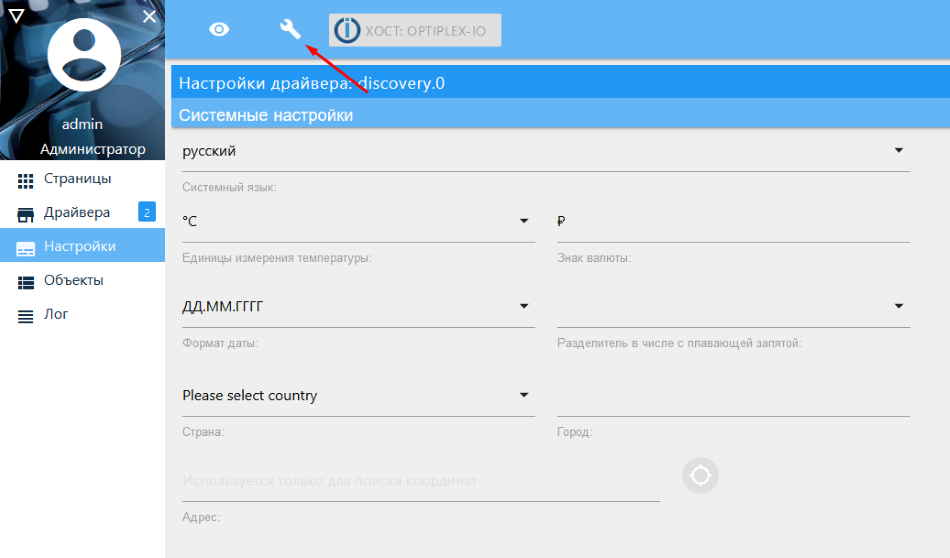 ХОСТ: OPTIPLEX-IO
admin
Администратор
Страницы
Драйвера 2
Настройки
Объекты
Лог
Настройки драйвера: discovery.0
Системные настройки
русский
Системный язык:
°C ₽
Единицы измерения температуры: Знак валюты:
ДД.ММ.ГГГГ
Формат даты: Разделитель в числе с плавающей запятой:
Please select country
Страна: Город:
Используется только для поиска координат
Адрес: